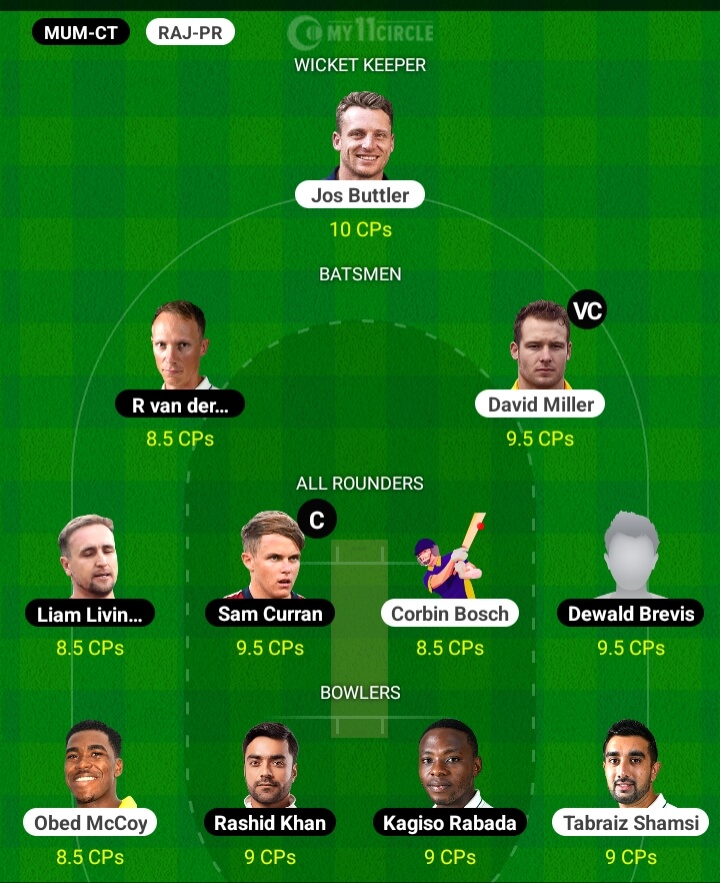 MUM-CT RAJ-PR MY11CIRCLE
WICKET KEEPER
Jos Buttler
10 CPs
BATSMEN
VC
R van der... David Miller
8.5 CPs 9.5 CPs
ALL ROUNDERS
C
Liam Livin... Sam Curran Corbin Bosch Dewald Brevis
8.5 CPs 9.5 CPs 8.5 CPs 9.5 CPs
BOWLERS
Obed McCoy Rashid Khan Kagiso Rabada Tabraiz Shamsi
8.5 CPs 9 CPs 9 CPs 9 CPs